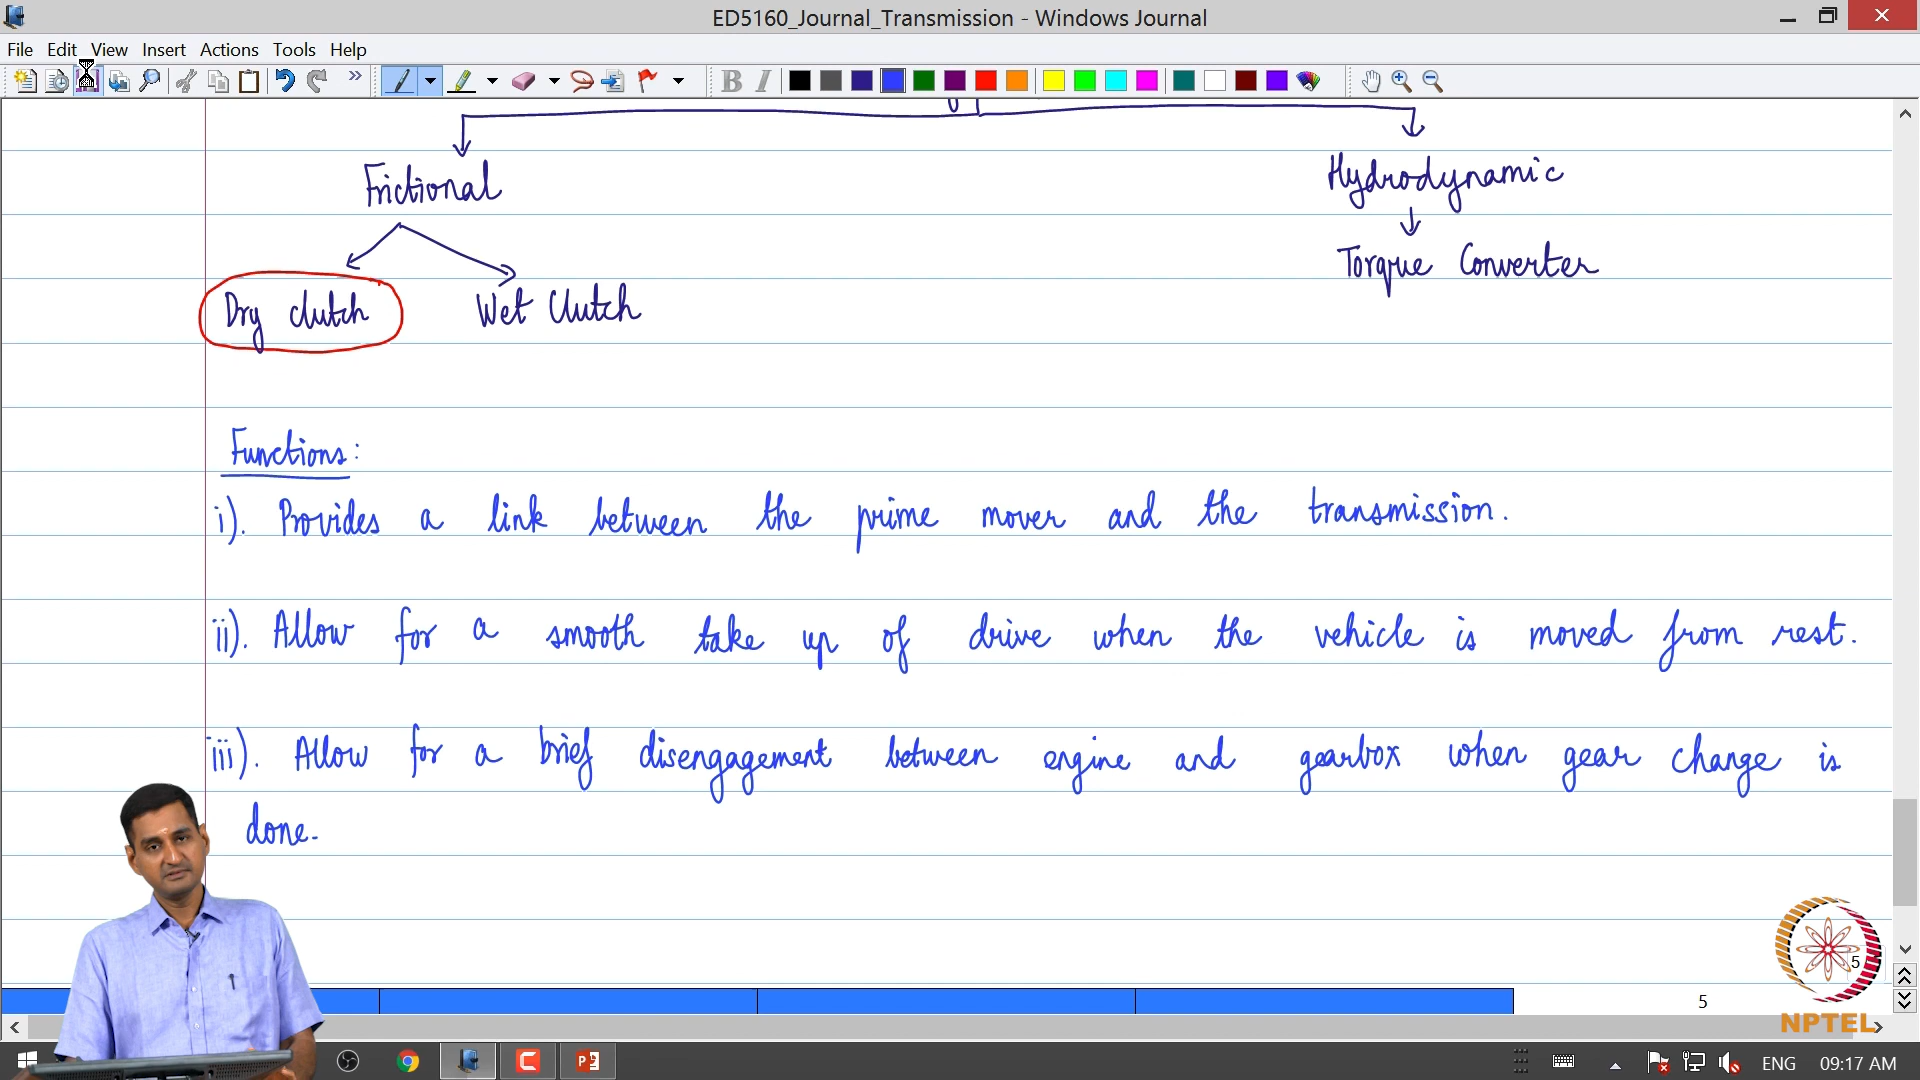 ED5160_Journal_Transmission - Windows Journal
File Edit View Insert Actions Tools Help
Frictional
Hydrodynamic
Torque Converter
Dry clutch
Wet Clutch
Functions:
i). Provides a link between the prime mover and the transmission.
ii). Allow for a smooth take up of drive when the vehicle is moved from rest.
iii). Allow for a brief disengagement between engine and gearbox when gear change is
done.
5
5
NPTEL
ENG 09:17 AM